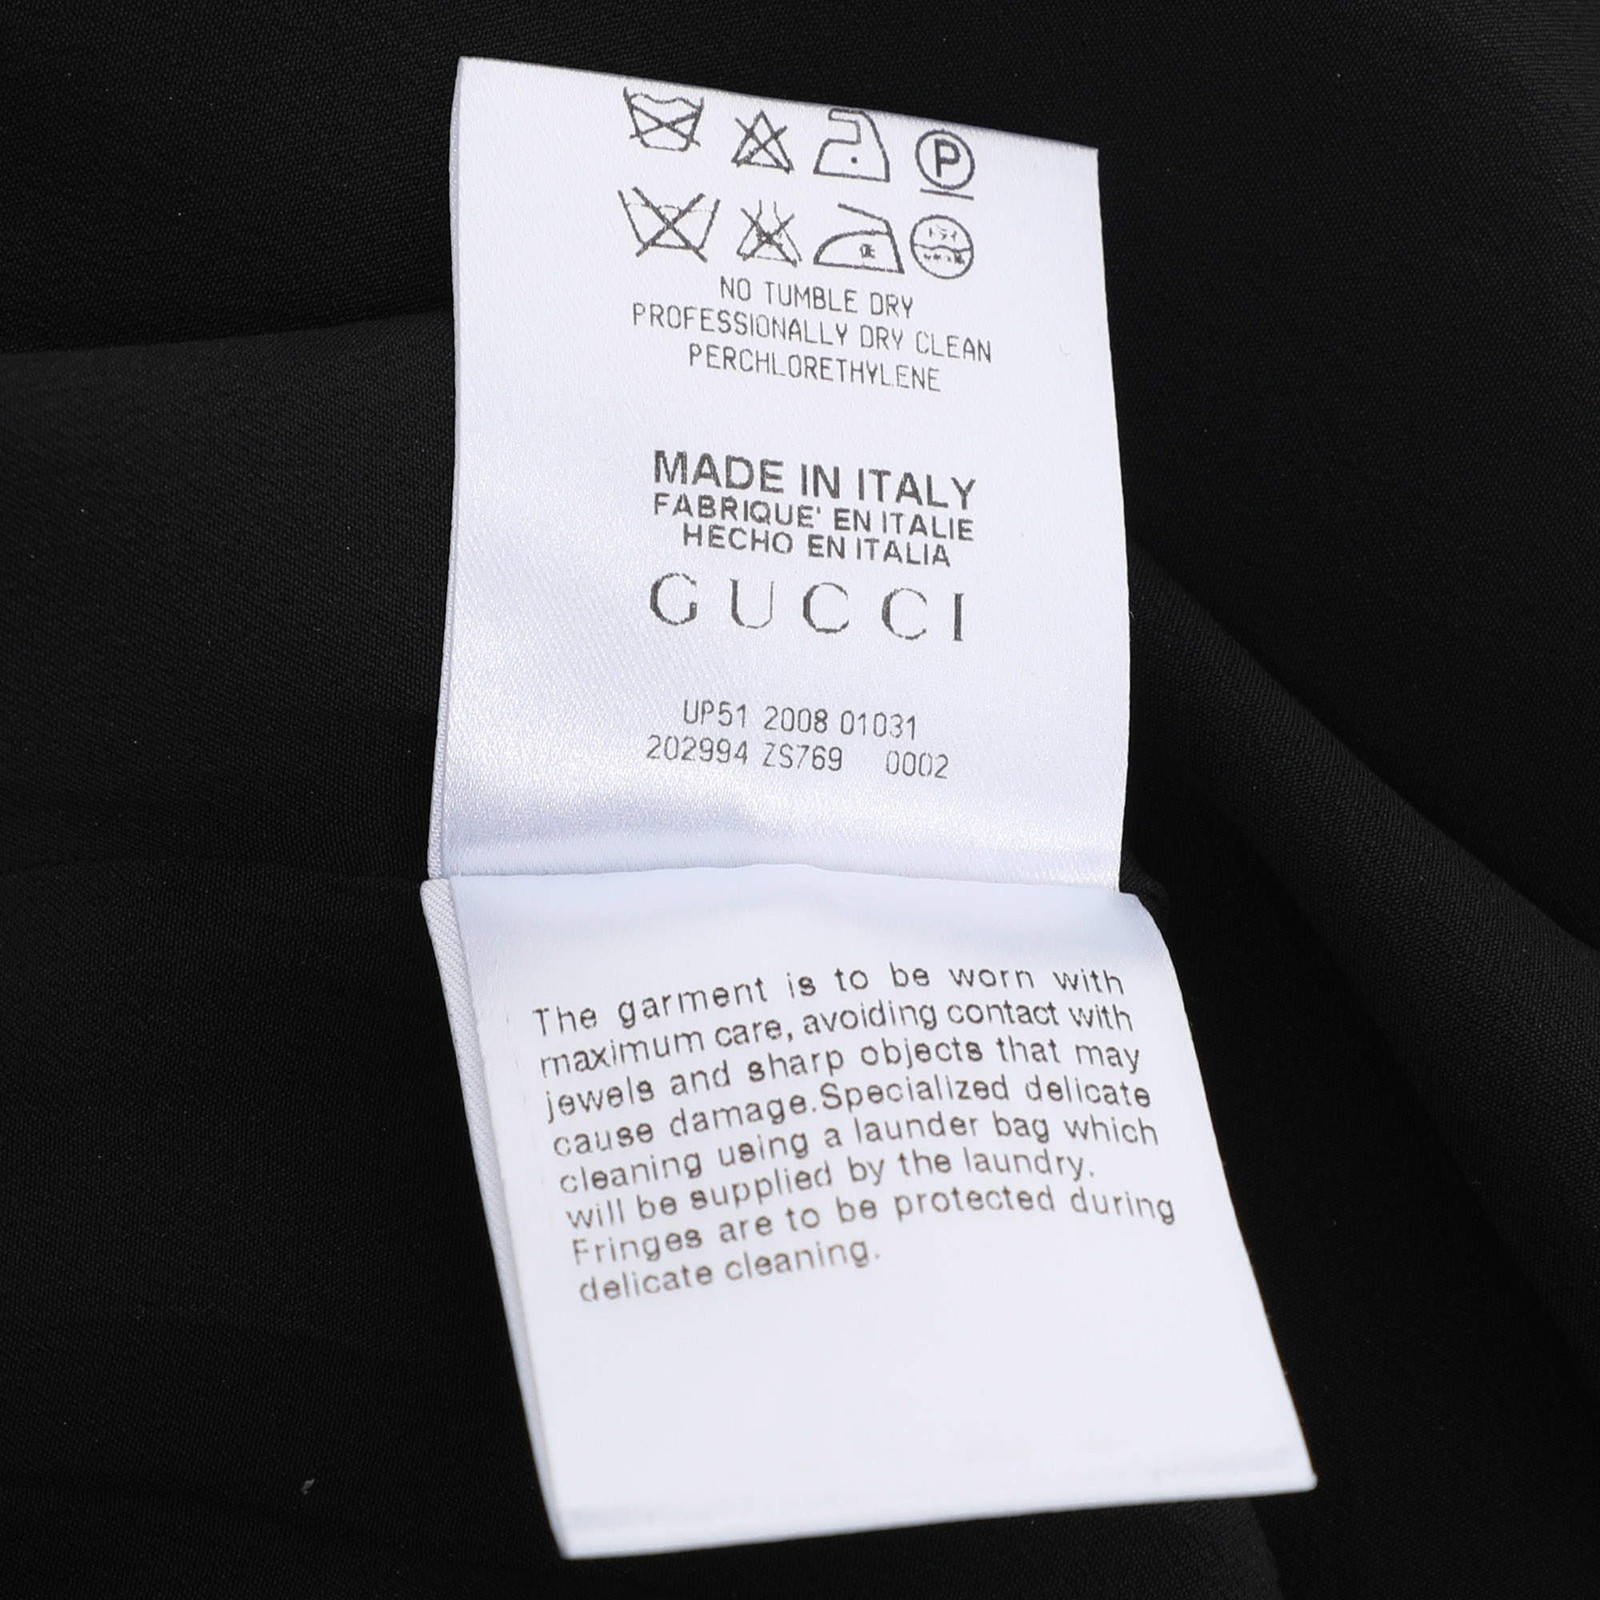 P
NO TUMBLE DRY
PROFESSIONALLY DRY CLEAN
PERCHLORETHYLENE
MADE IN ITALY
FABRIQUE' EN ITALIE
HECHO EN ITALIA
GUCCI
UP51 2008 01031
202994 ZS769 0002
The garment is to be worn with
maximum care, avoiding contact with
jewels and sharp objects that may
cause damage.Specialized delicate
cleaning using a launder bag which
will be supplied by the laundry.
Fringes are to be protected during
delicate cleaning.